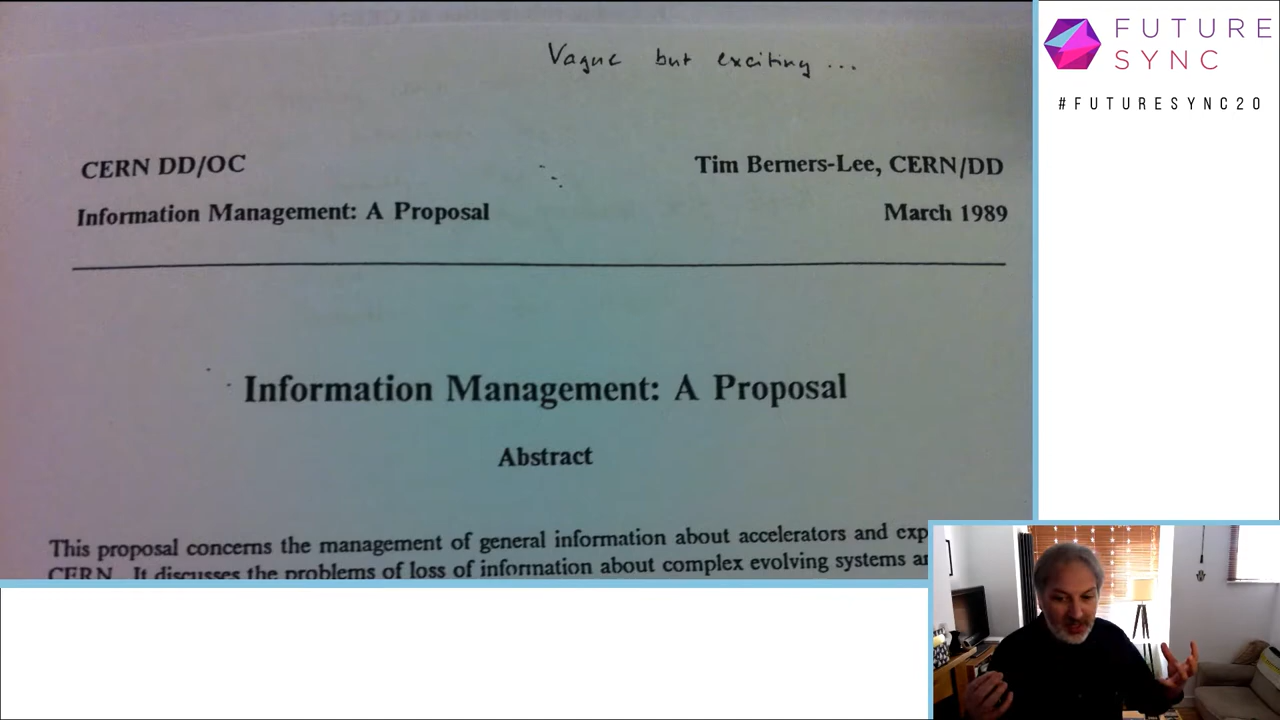 Vague but exciting ...
CERN DD/OC
Tim Berners-Lee, CERN/DD
Information Management: A Proposal
March 1989
Information Management: A Proposal
Abstract
This proposal concerns the management of general information about accelerators and
CERN. It discusses the problems of loss of information about complex evolving systems
FUTURE
SYNC
#FUTURESYNC20